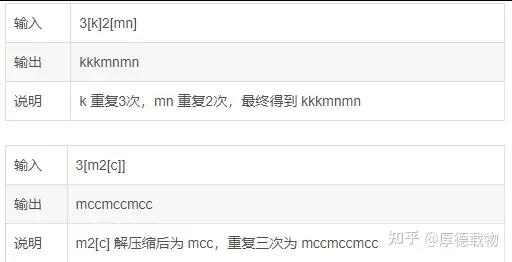 输入 3[k]2[mn]
输出 kkkmnmn
说明 k 重复3次，mn 重复2次，最终得到 kkkmnmn
输入 3[m2[c]]
输出 mccmccmcc
说明 m2[c] 解压缩后为 mcc，重复三次为 mccmccmcc
知乎 @厚德载物